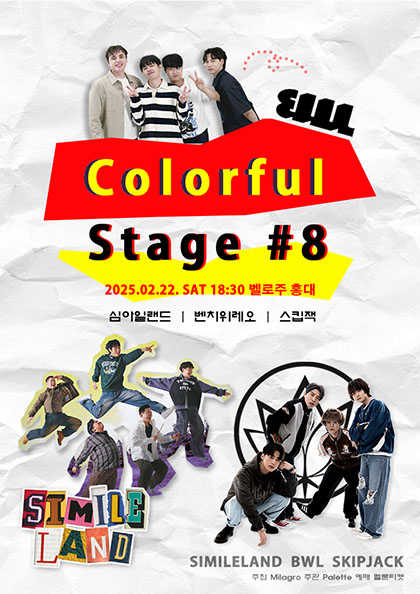 Colorful
Stage #8
2025.02.22. SAT 18:30 벨로주 홍대
심이일랜드 | 벤치위레오 | 스킵잭
SIMILE
LAND
SIMILELAND BWL SKIPJACK
주최 Milagro 주관 Palette 예매 멜론티켓